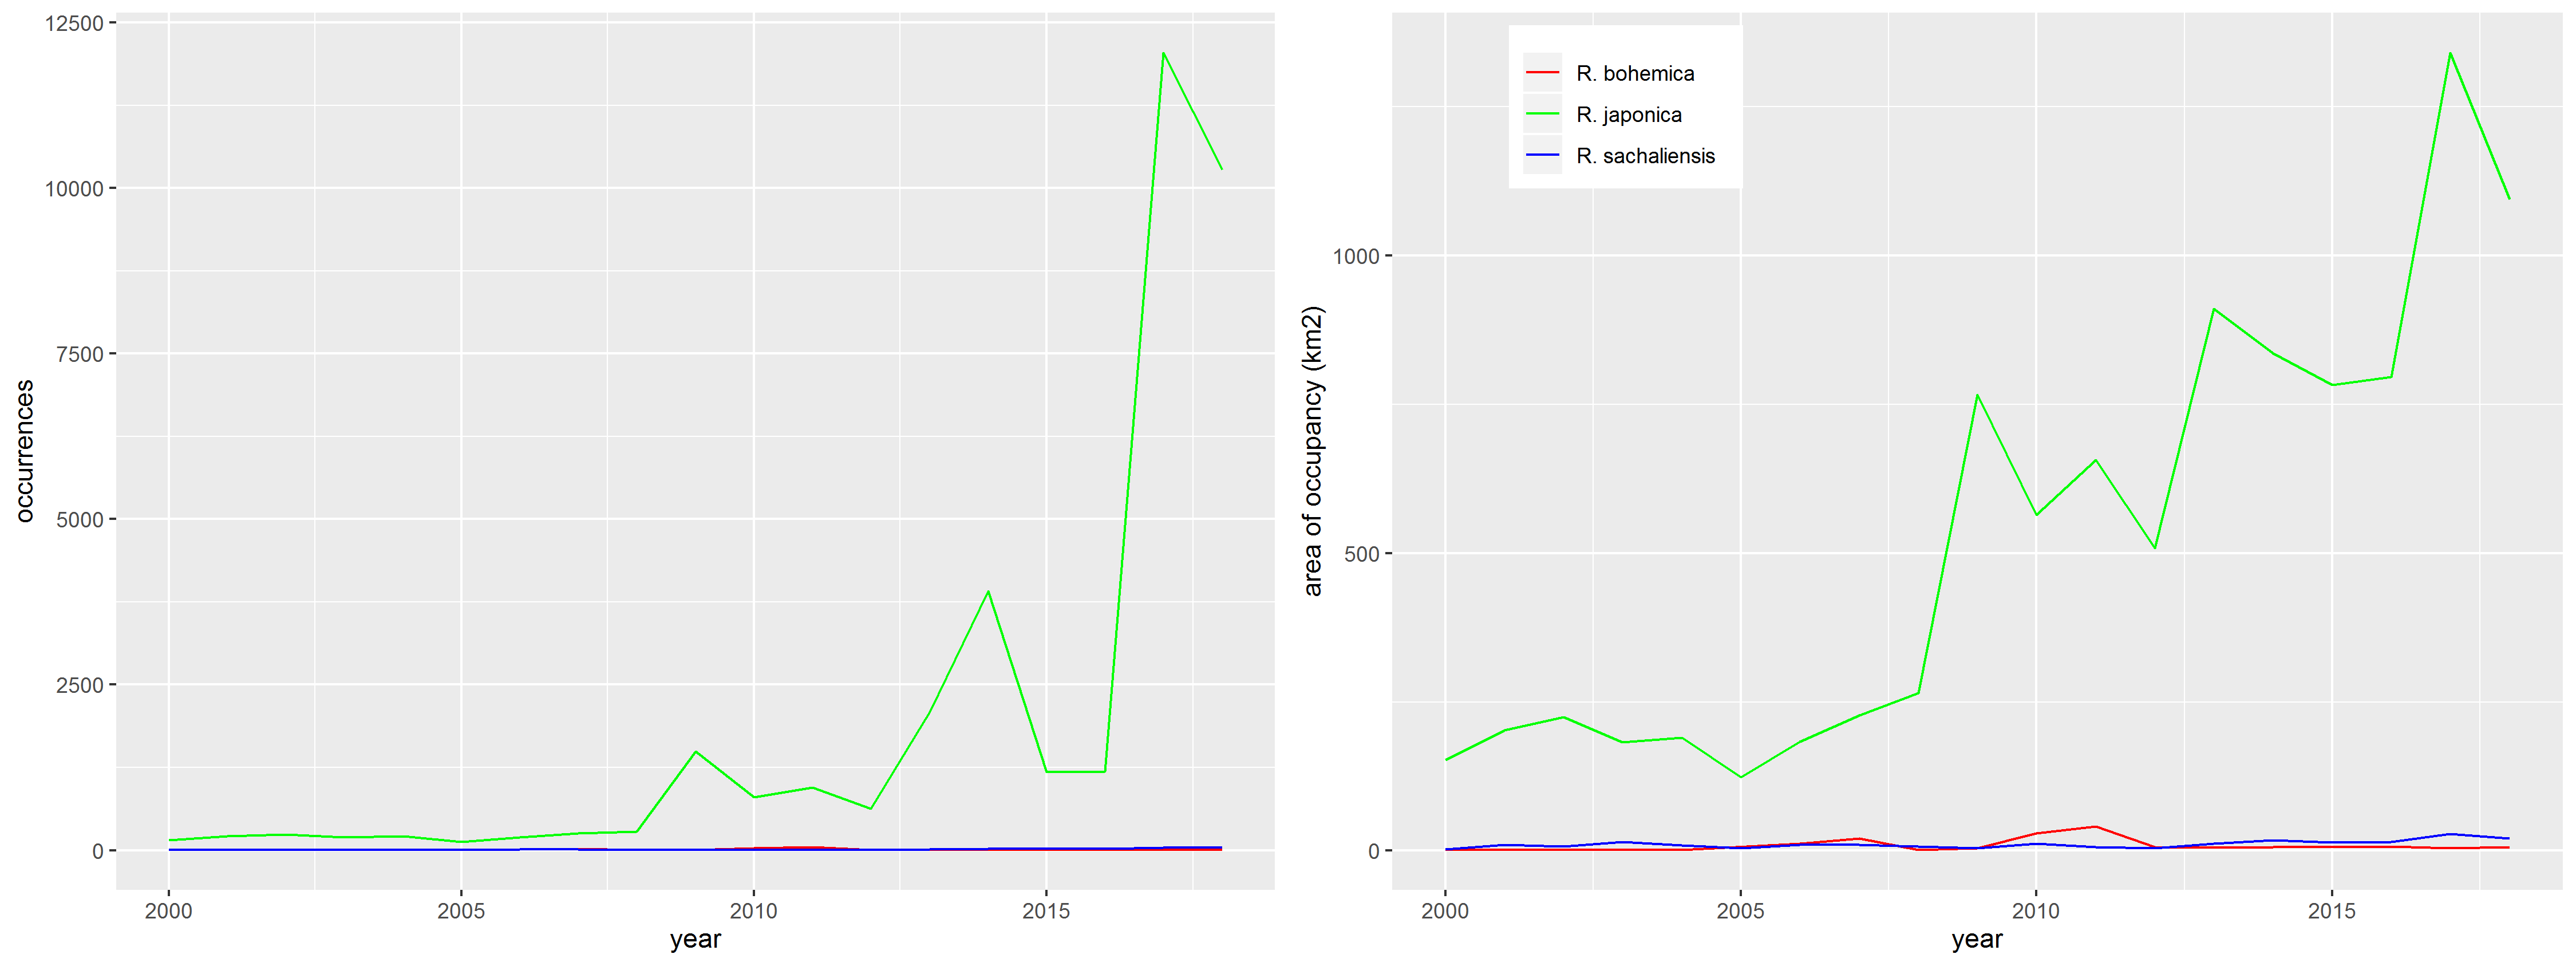 12500
10000
7500
5000
2500
0
occurrences
2000 2005 2010 2015
year
R. bohemica
R. japonica
R. sachaliensis
1000
500
0
area of occupancy (km2)
2000 2005 2010 2015
year